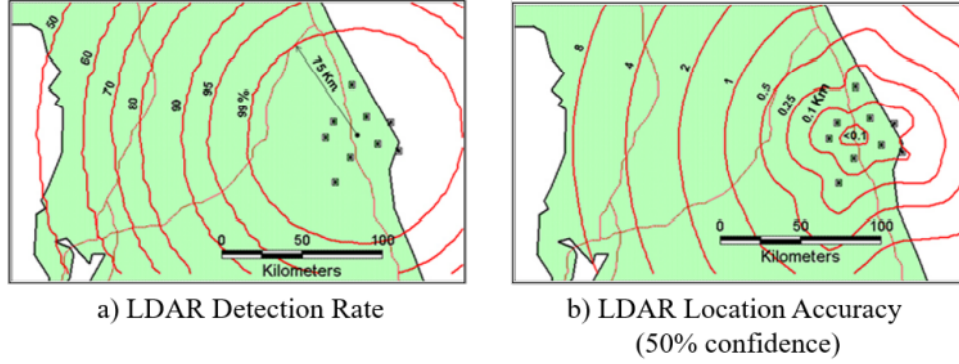 50
60
70
80
90
95
99%
75 Km
0
50
100
Kilometers
a) LDAR Detection Rate
8
4
2
1
0.5
0.25
0.1 Km
<0.1
0
50
100
Kilometers
b) LDAR Location Accuracy
(50% confidence)